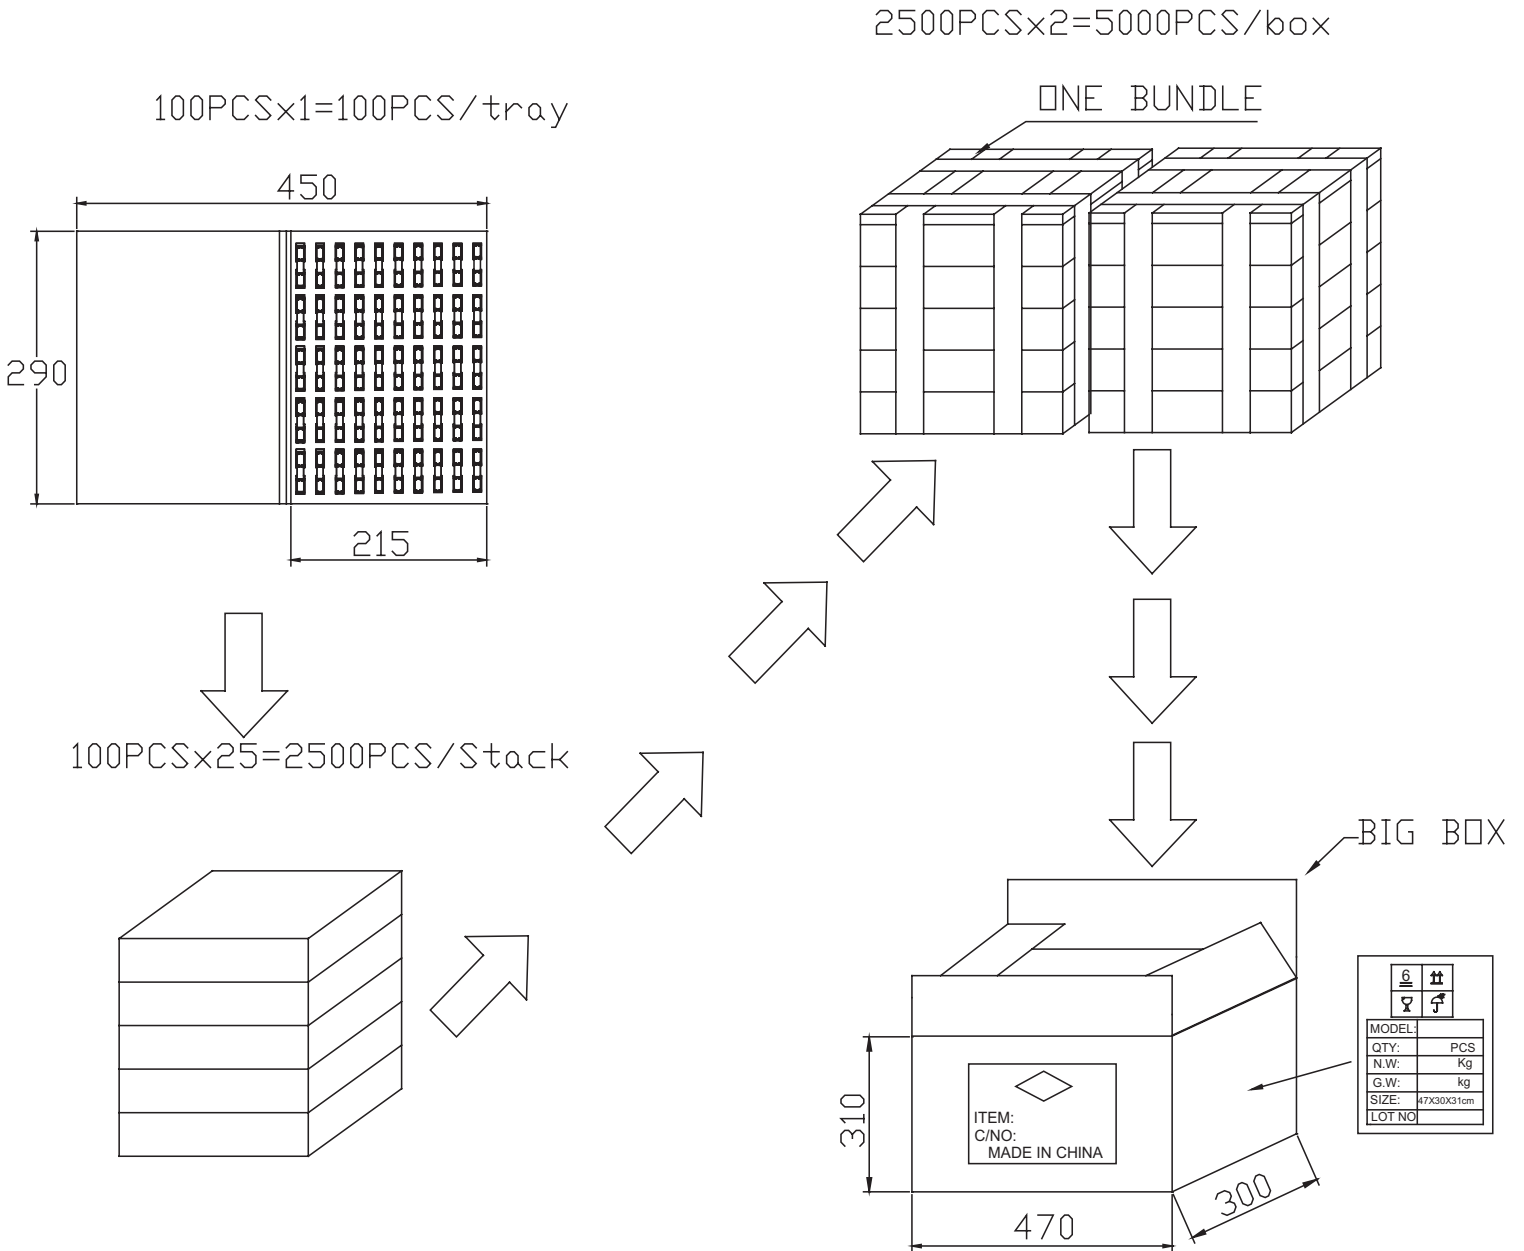 2500PCSx2=5000PCS/box
ONE BUNDLE
100PCSx1=100PCS/tray
450
290
215
100PCSx25=2500PCS/Stack
BIG BOX
6
MODEL:
QTY: PCS
N.W: Kg
G.W: kg
SIZE: 47X30X31cm
LOT NO
310
ITEM:
C/NO:
MADE IN CHINA
300
470